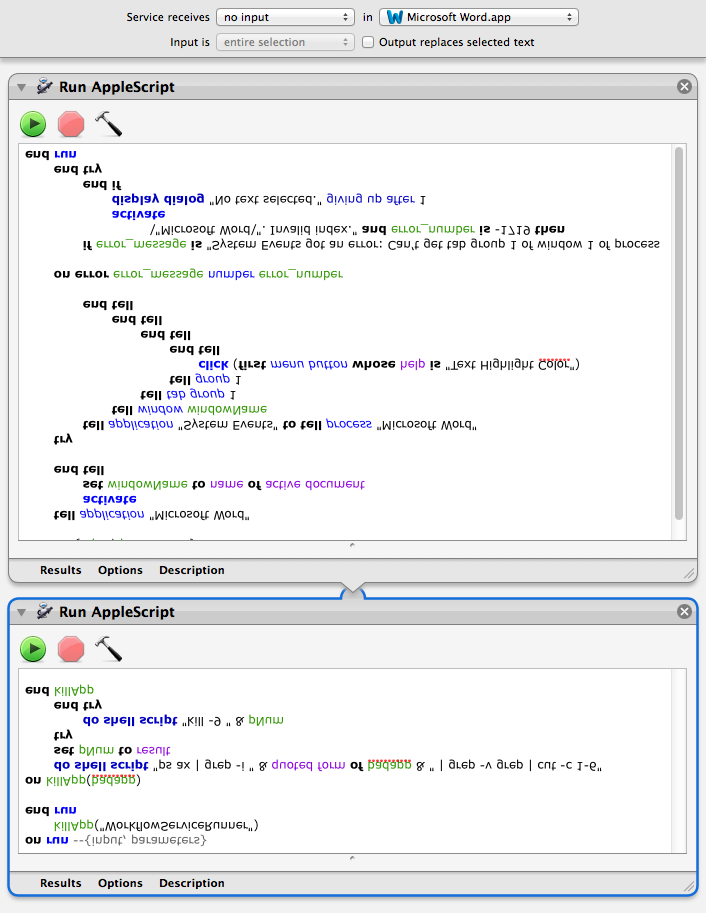 Service receives no input in Microsoft Word.app
Input is entire selection Output replaces selected text
Run AppleScript
tell application "Microsoft Word"
activate
set windowName to name of active document
end tell
try
tell application "System Events" to tell process "Microsoft Word"
tell window windowName
tell tab group 1
tell group 1
click (first menu button whose help is "Text Highlight Color")
end tell
end tell
end tell
end tell
on error error_message number error_number
if error_message is "System Events got an error: Can't get tab group 1 of window 1 of process
\"Microsoft Word\". Invalid index." and error_number is -1719 then
activate
display dialog "No text selected." giving up after 1
end if
end try
end run
Results Options Description
Run AppleScript
on run --{input, parameters}
killApp("WorkflowServiceRunner")
end run
on killApp(badapp)
do shell script "ps ax | grep -i " & quoted form of badapp & " | grep -v grep | cut -c 1-6"
set pNum to result
try
do shell script "kill -9 " & pNum
end try
end killApp
Results Options Description